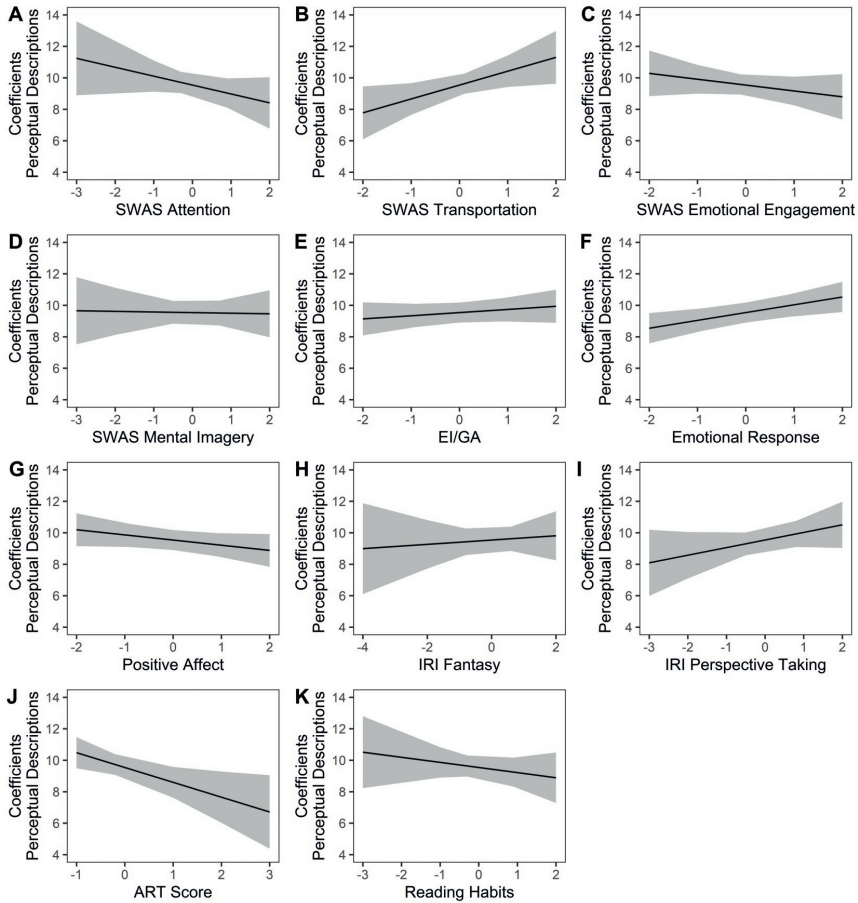 A
Coefficients
Perceptual Descriptions
14
12
10
8
6
4
-3 -2 -1 0 1 2
SWAS Attention
B
Coefficients
Perceptual Descriptions
14
12
10
8
6
4
-2 -1 0 1 2
SWAS Transportation
C
Coefficients
Perceptual Descriptions
14
12
10
8
6
4
-2 -1 0 1 2
SWAS Emotional Engagement
D
Coefficients
Perceptual Descriptions
14
12
10
8
6
4
-3 -2 -1 0 1 2
SWAS Mental Imagery
E
Coefficients
Perceptual Descriptions
14
12
10
8
6
4
-2 -1 0 1 2
EI/GA
F
Coefficients
Perceptual Descriptions
14
12
10
8
6
4
-2 -1 0 1 2
Emotional Response
G
Coefficients
Perceptual Descriptions
14
12
10
8
6
4
-2 -1 0 1 2
Positive Affect
H
Coefficients
Perceptual Descriptions
14
12
10
8
6
4
-4 -2 0 2
IRI Fantasy
I
Coefficients
Perceptual Descriptions
14
12
10
8
6
4
-3 -2 -1 0 1 2
IRI Perspective Taking
J
Coefficients
Perceptual Descriptions
14
12
10
8
6
4
-1 0 1 2 3
ART Score
K
Coefficients
Perceptual Descriptions
14
12
10
8
6
4
-3 -2 -1 0 1 2
Reading Habits